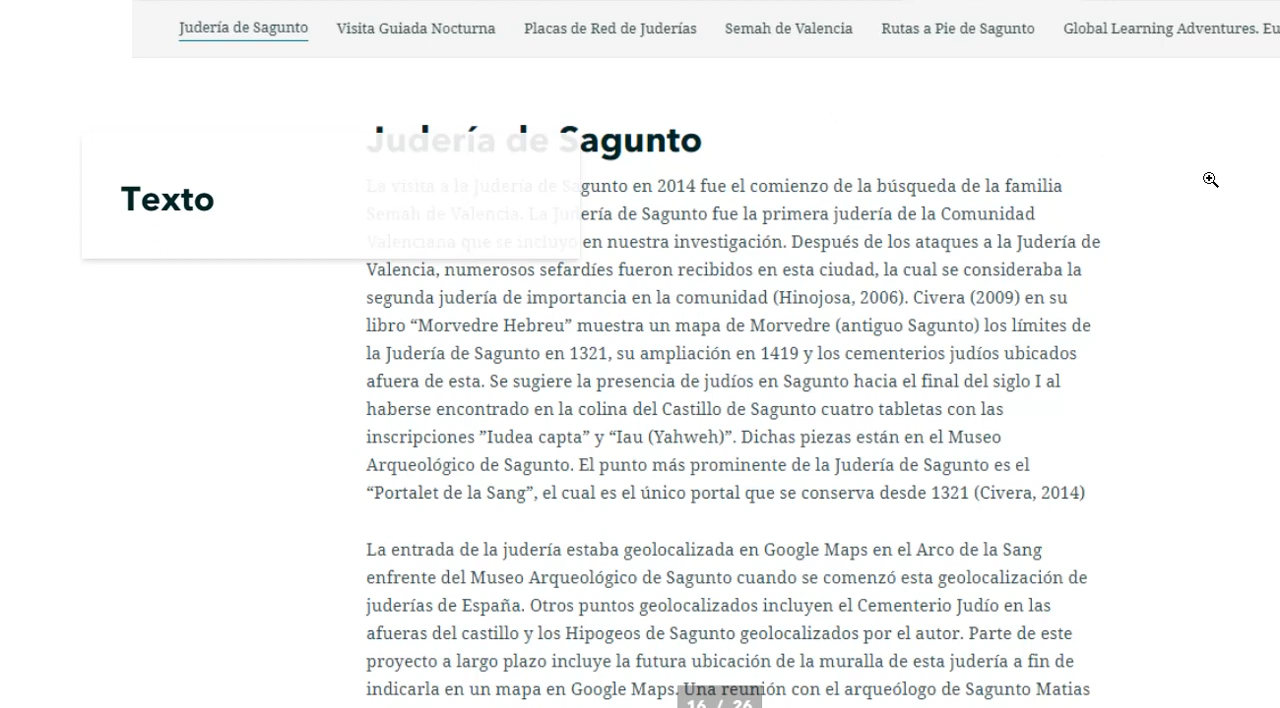 Judería de Sagunto Visita Guiada Nocturna Placas de Red de Juderías Semah de Valencia Rutas a Pie de Sagunto Global Learning Adventures. Eu
Judería de Sagunto
Texto
La visita a la Judería de Sagunto en 2014 fue el comienzo de la búsqueda de la familia
Semah de Valencia. La Judería de Sagunto fue la primera judería de la Comunidad
Valenciana que se incluyo en nuestra investigación. Después de los ataques a la Judería de
Valencia, numerosos sefardíes fueron recibidos en esta ciudad, la cual se consideraba la
segunda judería de importancia en la comunidad (Hinojosa, 2006). Civera (2009) en su
libro “Morvedre Hebreu” muestra un mapa de Morvedre (antiguo Sagunto) los límites de
la Judería de Sagunto en 1321, su ampliación en 1419 y los cementerios judíos ubicados
afuera de esta. Se sugiere la presencia de judíos en Sagunto hacia el final del siglo I al
haberse encontrado en la colina del Castillo de Sagunto cuatro tabletas con las
inscripciones ”Iudea capta” y “Iau (Yahweh)”. Dichas piezas están en el Museo
Arqueológico de Sagunto. El punto más prominente de la Judería de Sagunto es el
“Portalet de la Sang”, el cual es el único portal que se conserva desde 1321 (Civera, 2014)
La entrada de la judería estaba geolocalizada en Google Maps en el Arco de la Sang
enfrente del Museo Arqueológico de Sagunto cuando se comenzó esta geolocalización de
juderías de España. Otros puntos geolocalizados incluyen el Cementerio Judío en las
afueras del castillo y los Hipogeos de Sagunto geolocalizados por el autor. Parte de este
proyecto a largo plazo incluye la futura ubicación de la muralla de esta judería a fin de
indicarla en un mapa en Google Maps. Una reunión con el arqueólogo de Sagunto Matias
16 / 26